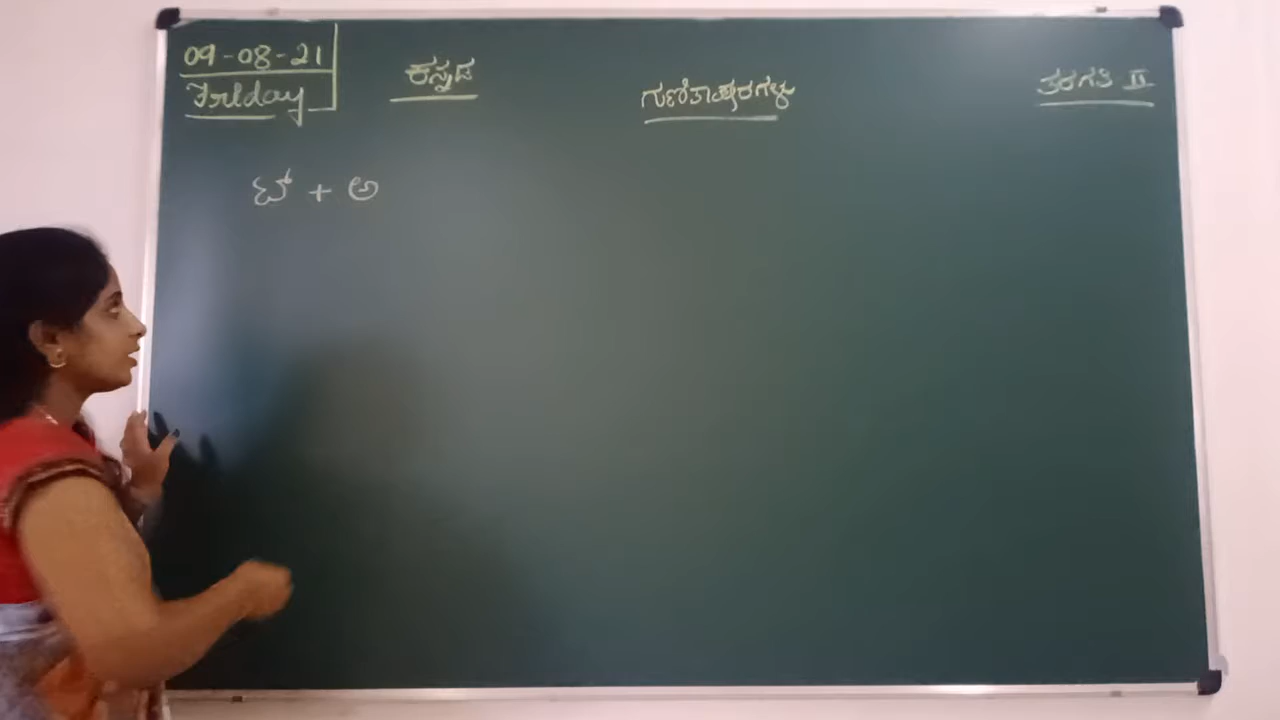 09-08-21
Friday
ಕನ್ನಡ
ಗುಣಿತಾಕ್ಷರಗಳು
ತರಗತಿ II
ಟ್ + ಅ